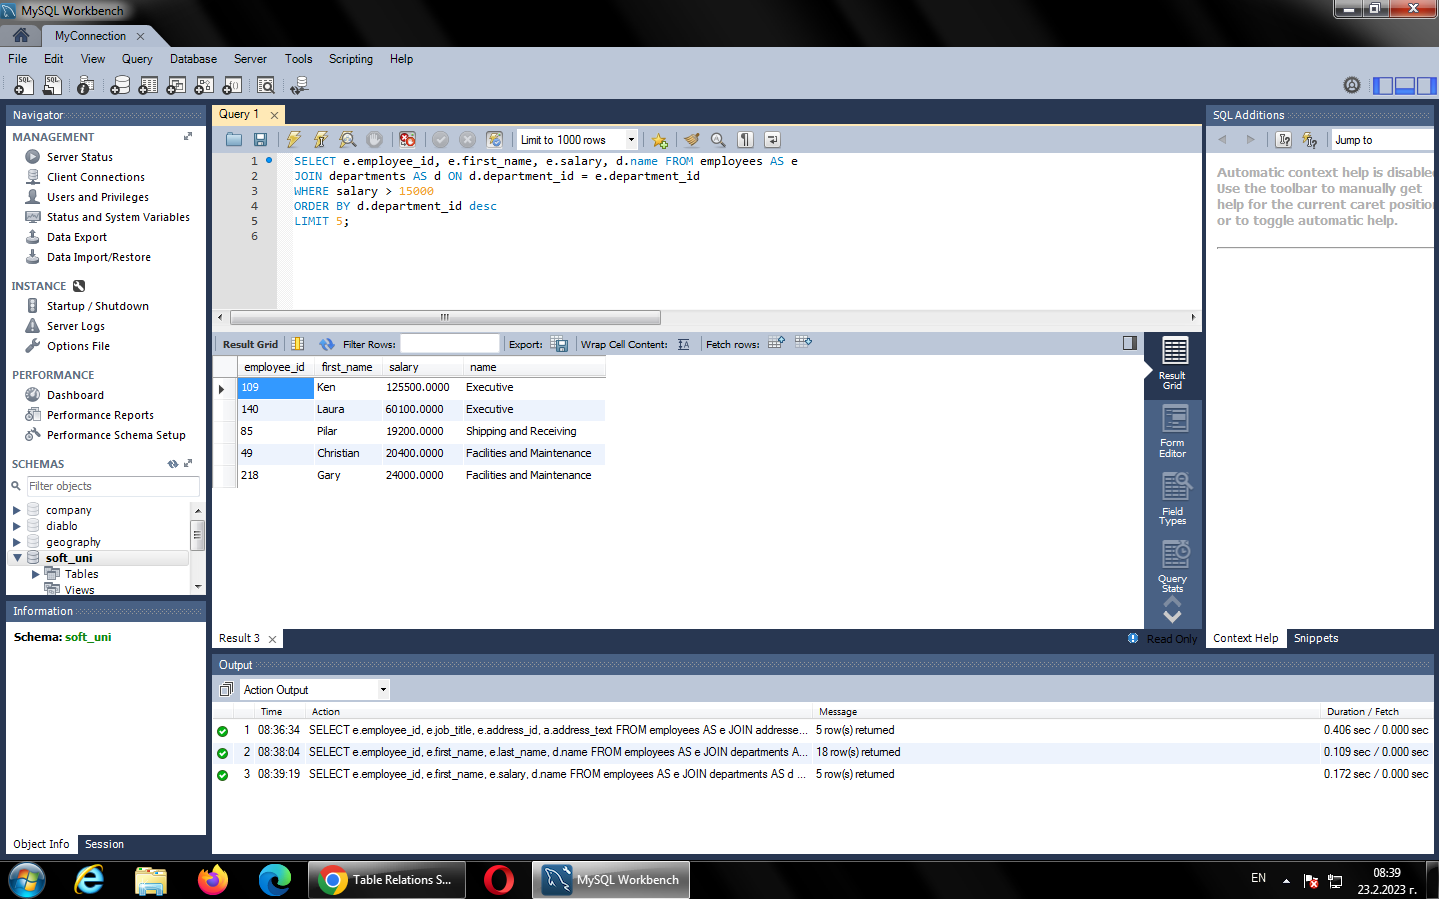 MySQL Workbench
MyConnection
File Edit View Query Database Server Tools Scripting Help
Navigator
MANAGEMENT
Server Status
Client Connections
Users and Privileges
Status and System Variables
Data Export
Data Import/Restore
INSTANCE
Startup / Shutdown
Server Logs
Options File
PERFORMANCE
Dashboard
Performance Reports
Performance Schema Setup
SCHEMAS
Filter objects
company
diablo
geography
soft_uni
Tables
Views
Information
Schema: soft_uni
Object Info Session
Query 1
Limit to 1000 rows
1 SELECT e.employee_id, e.first_name, e.salary, d.name FROM employees AS e
2 JOIN departments AS d ON d.department_id = e.department_id
3 WHERE salary > 15000
4 ORDER BY d.department_id desc
5 LIMIT 5;
6
Result Grid Filter Rows: Export: Wrap Cell Content: Fetch rows:
employee_id first_name salary name
109 Ken 125500.0000 Executive
140 Laura 60100.0000 Executive
85 Pilar 19200.0000 Shipping and Receiving
49 Christian 20400.0000 Facilities and Maintenance
218 Gary 24000.0000 Facilities and Maintenance
Result
Grid
Form
Editor
Field
Types
Query
Stats
Result 3
Read Only
SQL Additions
Jump to
Automatic context help is disabled
Use the toolbar to manually get
help for the current caret position
or to toggle automatic help.
Context Help Snippets
Output
Action Output
Time Action Message Duration / Fetch
1 08:36:34 SELECT e.employee_id, e.job_title, e.address_id, a.address_text FROM employees AS e JOIN addresse... 5 row(s) returned 0.406 sec / 0.000 sec
2 08:38:04 SELECT e.employee_id, e.first_name, e.last_name, d.name FROM employees AS e JOIN departments A... 18 row(s) returned 0.109 sec / 0.000 sec
3 08:39:19 SELECT e.employee_id, e.first_name, e.salary, d.name FROM employees AS e JOIN departments AS d ... 5 row(s) returned 0.172 sec / 0.000 sec
Table Relations S...
MySQL Workbench
EN
08:39
23.2.2023 г.